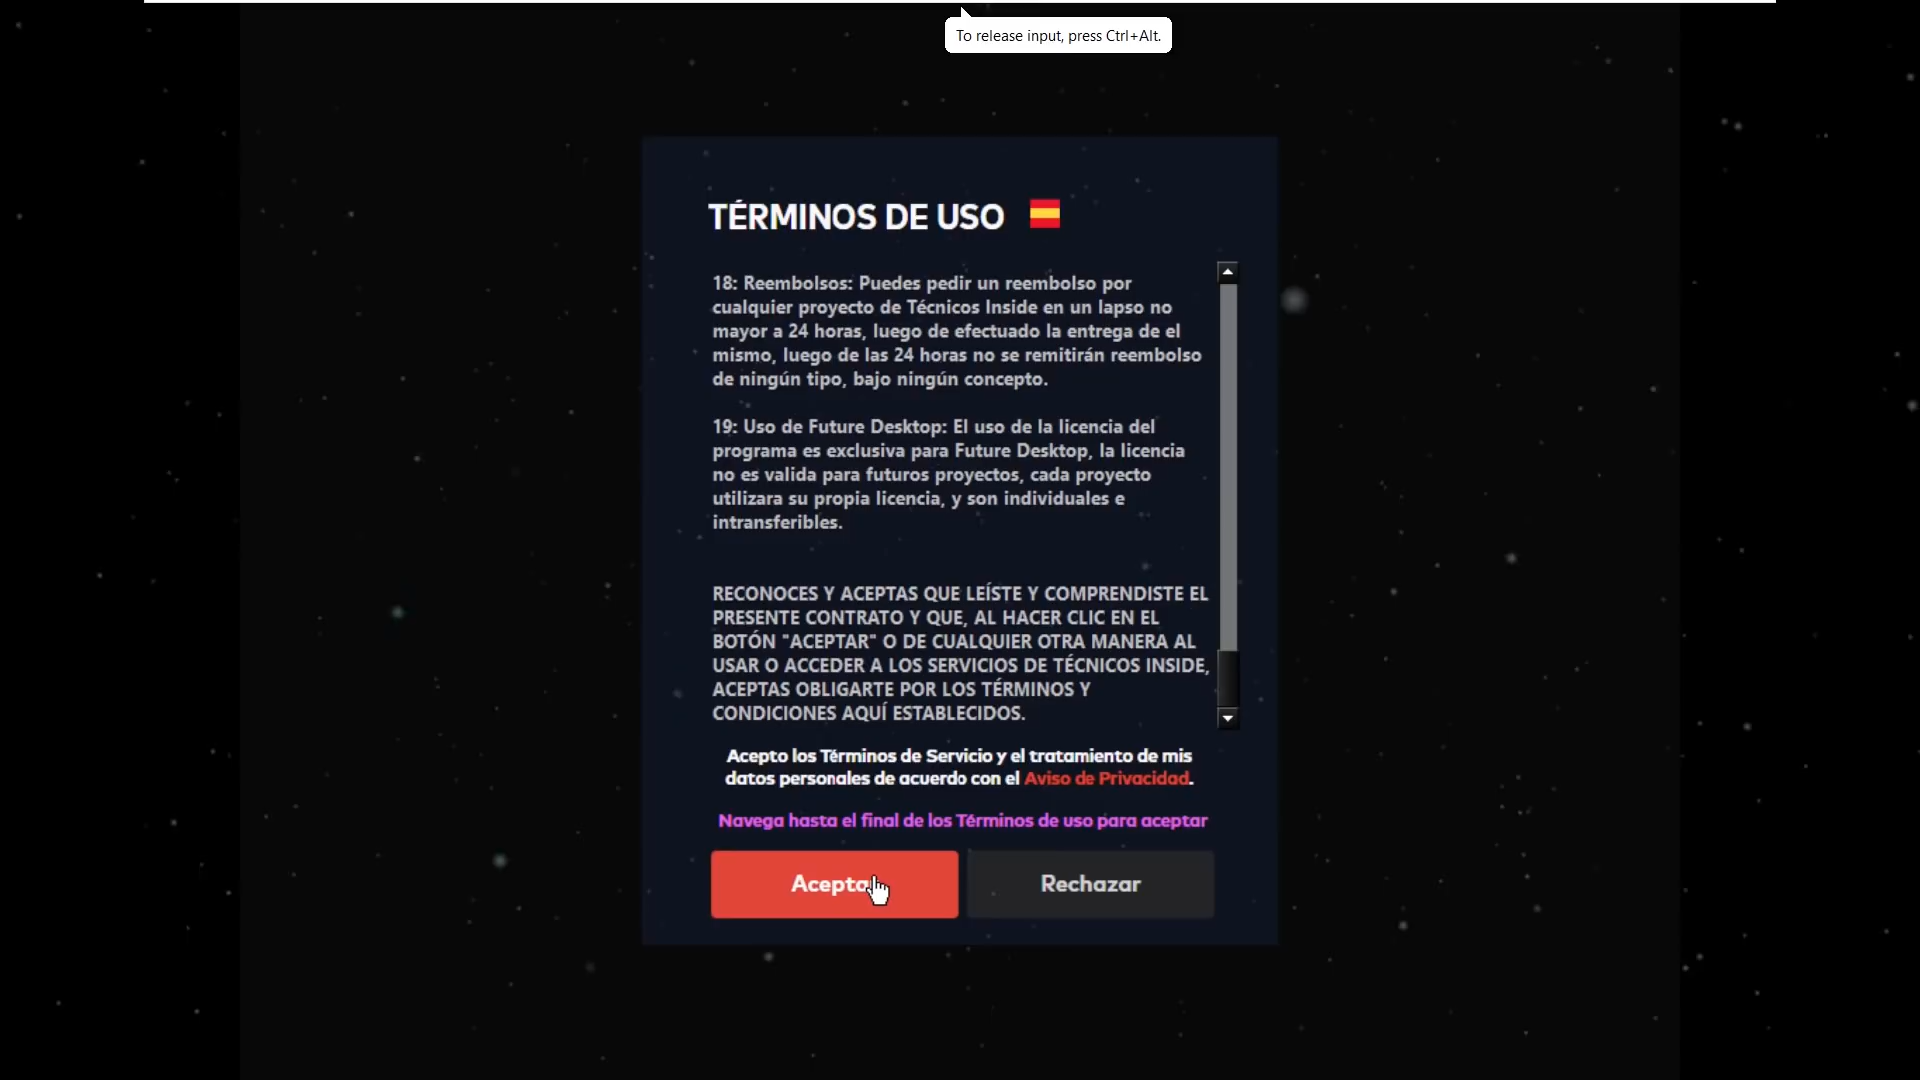 To release input, press Ctrl+Alt.
TÉRMINOS DE USO
18: Reembolsos: Puedes pedir un reembolso por
cualquier proyecto de Técnicos Inside en un lapso no
mayor a 24 horas, luego de efectuado la entrega de el
mismo, luego de las 24 horas no se remitirán reembolso
de ningún tipo, bajo ningún concepto.
19: Uso de Future Desktop: El uso de la licencia del
programa es exclusiva para Future Desktop, la licencia
no es valida para futuros proyectos, cada proyecto
utilizara su propia licencia, y son individuales e
intransferibles.
RECONOCES Y ACEPTAS QUE LEÍSTE Y COMPRENDISTE EL
PRESENTE CONTRATO Y QUE, AL HACER CLIC EN EL
BOTÓN "ACEPTAR" O DE CUALQUIER OTRA MANERA AL
USAR O ACCEDER A LOS SERVICIOS DE TÉCNICOS INSIDE,
ACEPTAS OBLIGARTE POR LOS TÉRMINOS Y
CONDICIONES AQUÍ ESTABLECIDOS.
Acepto los Términos de Servicio y el tratamiento de mis
datos personales de acuerdo con el Aviso de Privacidad.
Navega hasta el final de los Términos de uso para aceptar
Aceptar
Rechazar